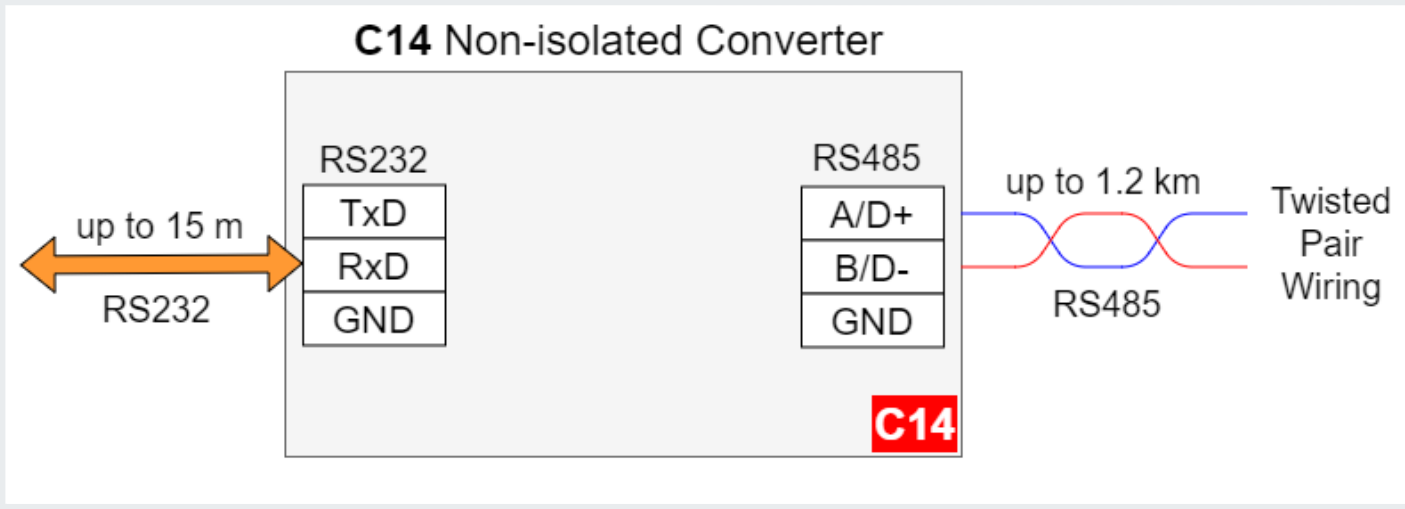 C14 Non-isolated Converter
RS232
TxD
RxD
GND
up to 15 m
RS232
RS485
A/D+
B/D-
GND
up to 1.2 km
RS485
Twisted
Pair
Wiring
C14